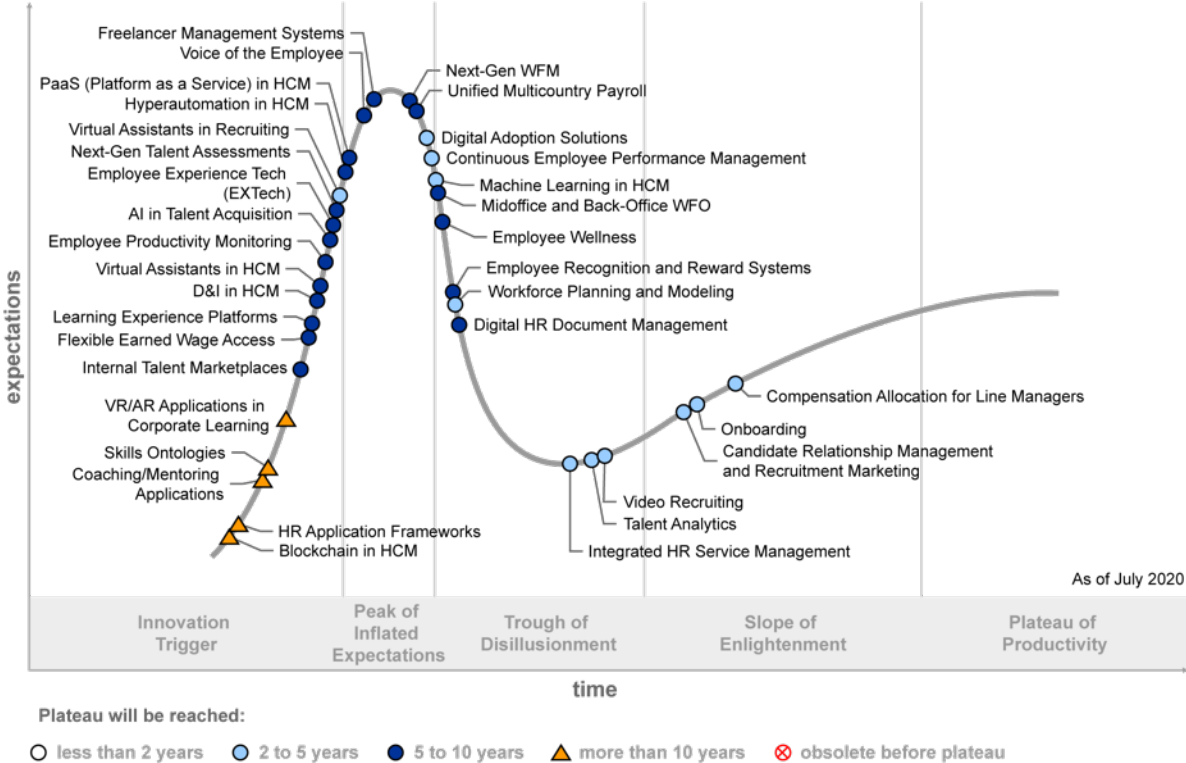 Freelancer Management Systems
Voice of the Employee
PaaS (Platform as a Service) in HCM
Hyperautomation in HCM
Virtual Assistants in Recruiting
Next-Gen Talent Assessments
Employee Experience Tech
(EXTech)
AI in Talent Acquisition
Employee Productivity Monitoring
Virtual Assistants in HCM
D&I in HCM
Learning Experience Platforms
Flexible Earned Wage Access
Internal Talent Marketplaces
VR/AR Applications in
Corporate Learning
Skills Ontologies
Coaching/Mentoring
Applications
HR Application Frameworks
Blockchain in HCM
Next-Gen WFM
Unified Multicountry Payroll
Digital Adoption Solutions
Continuous Employee Performance Management
Machine Learning in HCM
Midoffice and Back-Office WFO
Employee Wellness
Employee Recognition and Reward Systems
Workforce Planning and Modeling
Digital HR Document Management
Compensation Allocation for Line Managers
Onboarding
Candidate Relationship Management
and Recruitment Marketing
Video Recruiting
Talent Analytics
Integrated HR Service Management
expectations
As of July 2020
Innovation
Trigger
Peak of
Inflated
Expectations
Trough of
Disillusionment
Slope of
Enlightenment
Plateau of
Productivity
time
Plateau will be reached:
less than 2 years
2 to 5 years
5 to 10 years
more than 10 years
obsolete before plateau